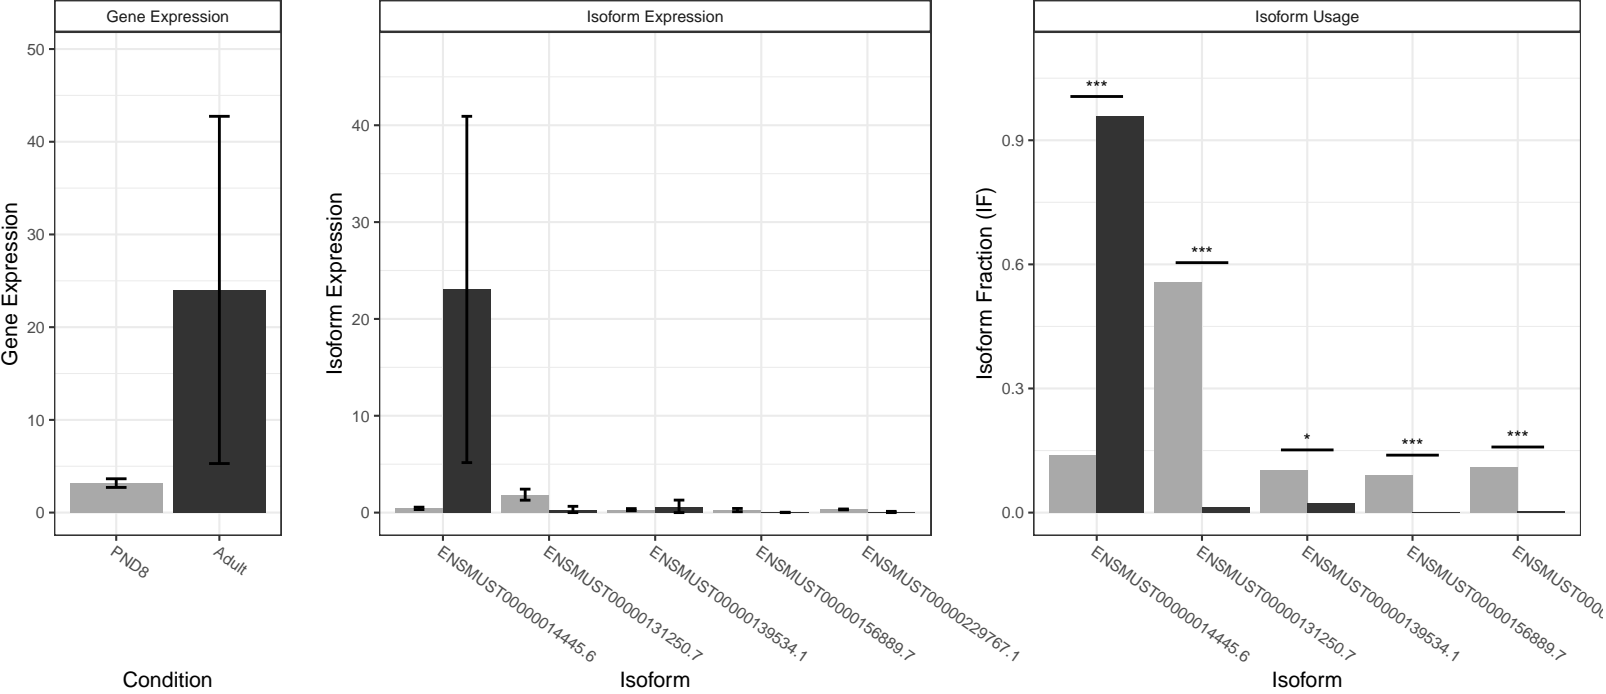 Gene Expression
Isoform Expression
Isoform Usage
Gene Expression
50
40
30
20
10
0
PND8
Adult
Condition
Isoform Expression
40
30
20
10
0
ENSMUST00000014445.6
ENSMUST00000131250.7
ENSMUST00000139534.1
ENSMUST00000156889.7
ENSMUST00000229767.1
Isoform
Isoform Fraction (IF)
0.9
0.6
0.3
0.0
***
***
*
***
***
ENSMUST00000014445.6
ENSMUST00000131250.7
ENSMUST00000139534.1
ENSMUST00000156889.7
Isoform